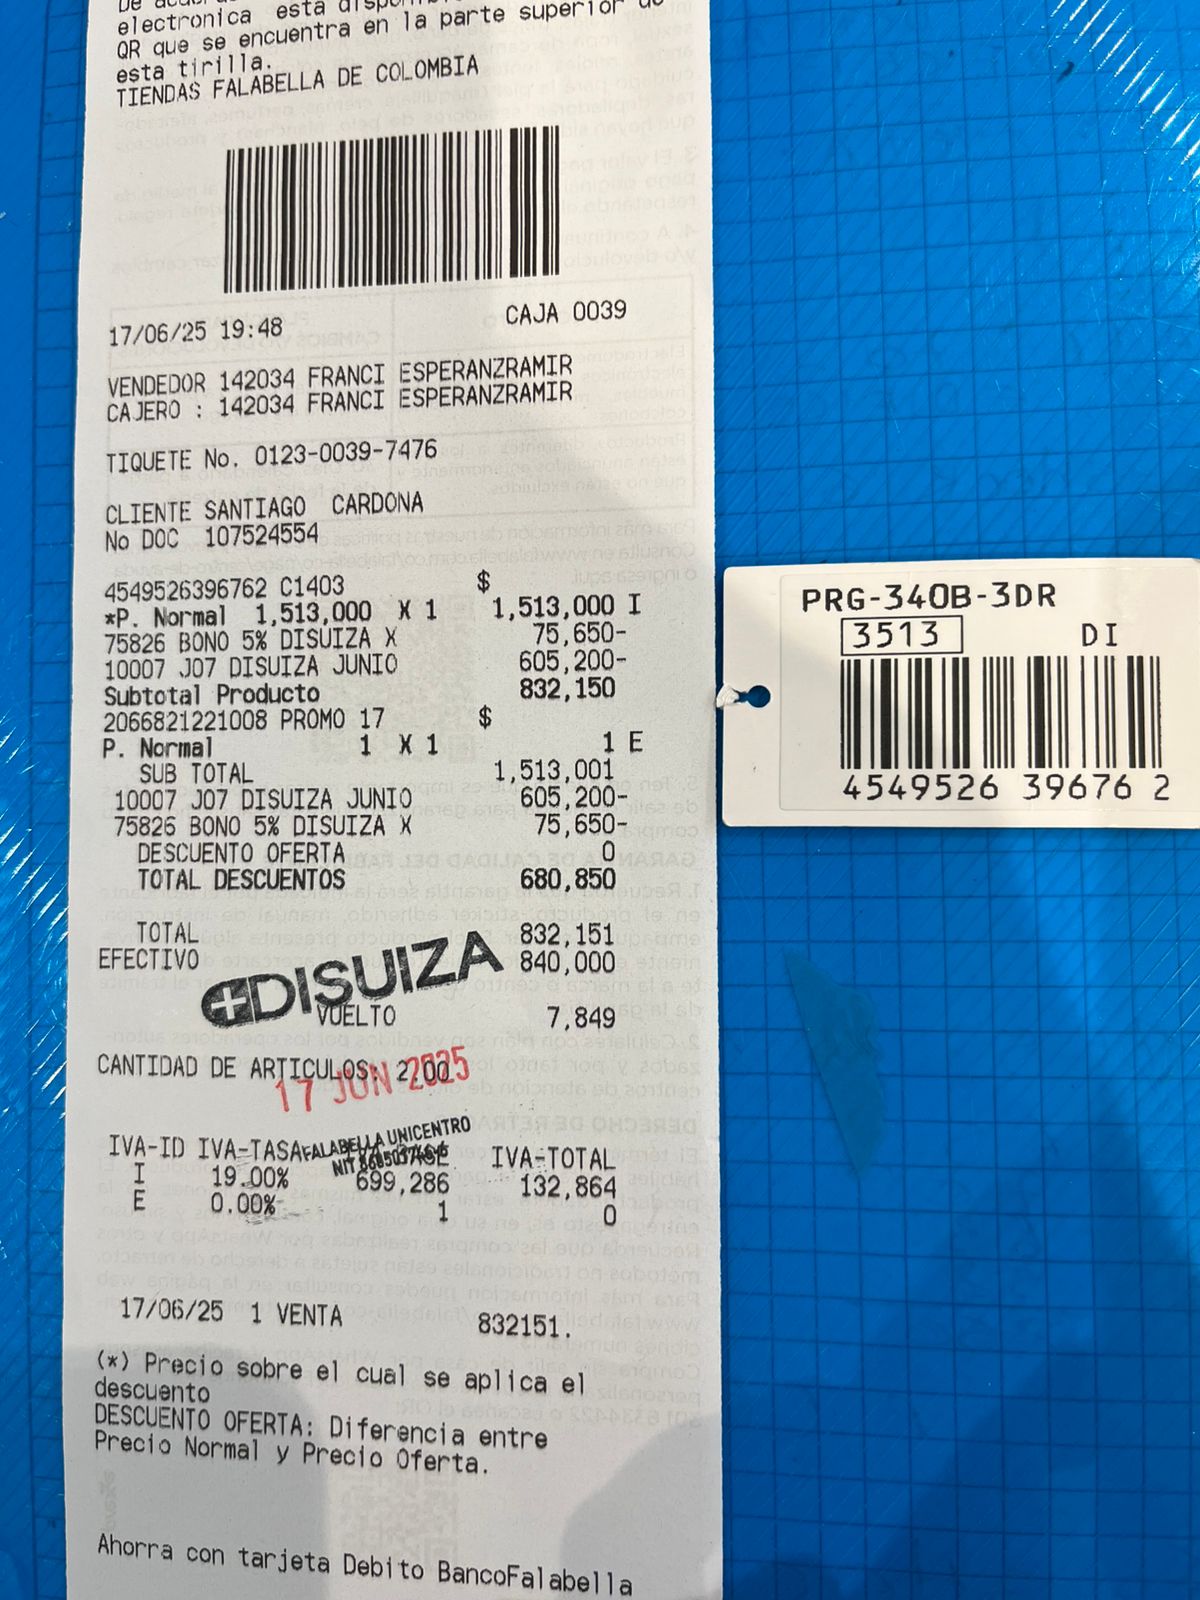 electronica esta
QR que se encuentra en la parte superior de
esta tirilla.
TIENDAS FALABELLA DE COLOMBIA
17/06/25 19:48 CAJA 0039
VENDEDOR 142034 FRANCI ESPERANZRAMIR
CAJERO : 142034 FRANCI ESPERANZRAMIR
TIQUETE No. 0123-0039-7476
CLIENTE SANTIAGO CARDONA
No DOC 107524554
4549526396762 C1403 $
*P. Normal 1,513,000 X 1 1,513,000 I
75826 BONO 5% DISUIZA X 75,650-
10007 J07 DISUIZA JUNIO 605,200-
Subtotal Producto 832,150
2066821221008 PROMO 17 $
P. Normal 1 X 1 1 E
SUB TOTAL 1,513,001
10007 J07 DISUIZA JUNIO 605,200-
75826 BONO 5% DISUIZA X 75,650-
DESCUENTO OFERTA 0
TOTAL DESCUENTOS 680,850
TOTAL 832,151
EFECTIVO 840,000
DISUIZA
VUELTO 7,849
CANTIDAD DE ARTICULOS: 2.00
17 JUN 2025
FALABELLA UNICENTRO
IVA-ID IVA-TASA IVA-TOTAL
I 19.00% 699,286 132,864
E 0.00% 1 0
17/06/25 1 VENTA 832151.
(*) Precio sobre el cual se aplica el
descuento
DESCUENTO OFERTA: Diferencia entre
Precio Normal y Precio Oferta.
Ahorra con tarjeta Debito BancoFalabella
PRG-340B-3DR
3513 DI
4549526 39676 2